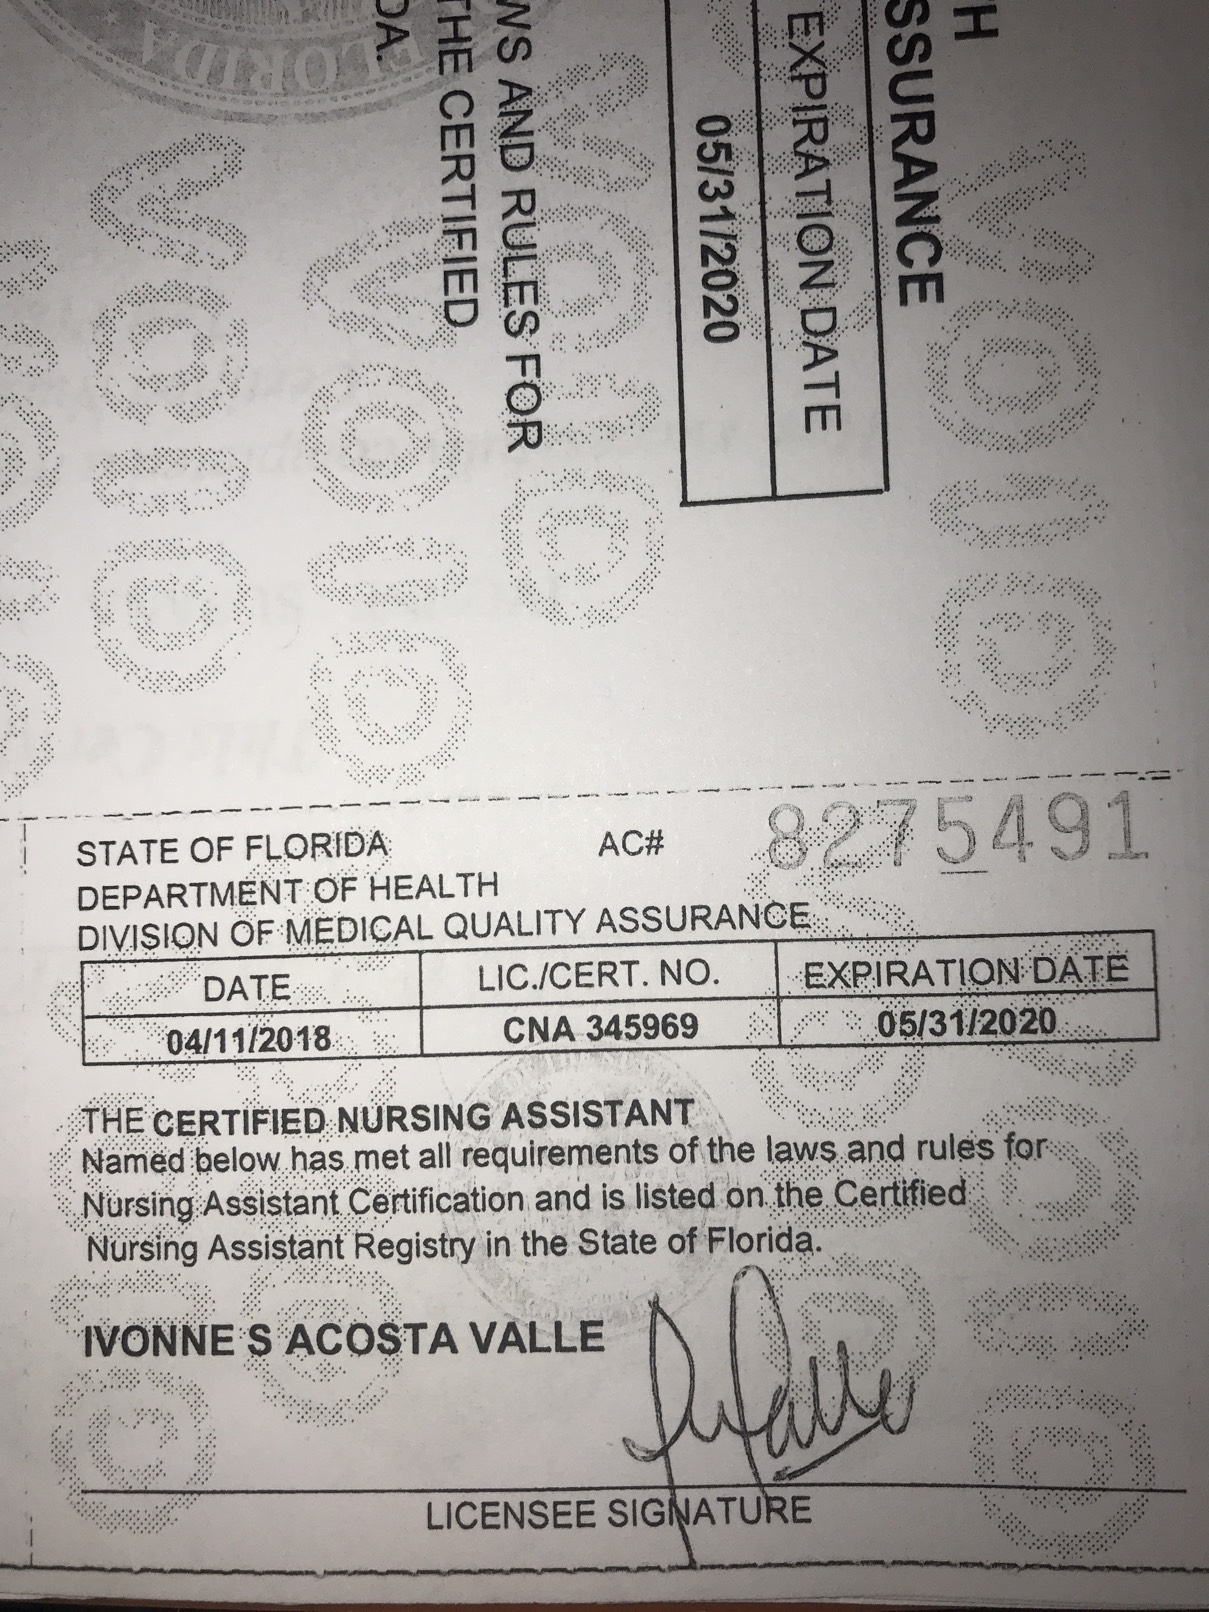 FLORIDA
H
SSURANCE
EXPIRATION DATE
05/31/2020
WS AND RULES FOR
THE CERTIFIED
DA.
VOID
VOID
VOID
VOID
STATE OF FLORIDA AC# 8275491
DEPARTMENT OF HEALTH
DIVISION OF MEDICAL QUALITY ASSURANCE
DATE LIC./CERT. NO. EXPIRATION DATE
04/11/2018 CNA 345969 05/31/2020
THE CERTIFIED NURSING ASSISTANT
Named below has met all requirements of the laws and rules for
Nursing Assistant Certification and is listed on the Certified
Nursing Assistant Registry in the State of Florida.
IVONNE S ACOSTA VALLE
LICENSEE SIGNATURE